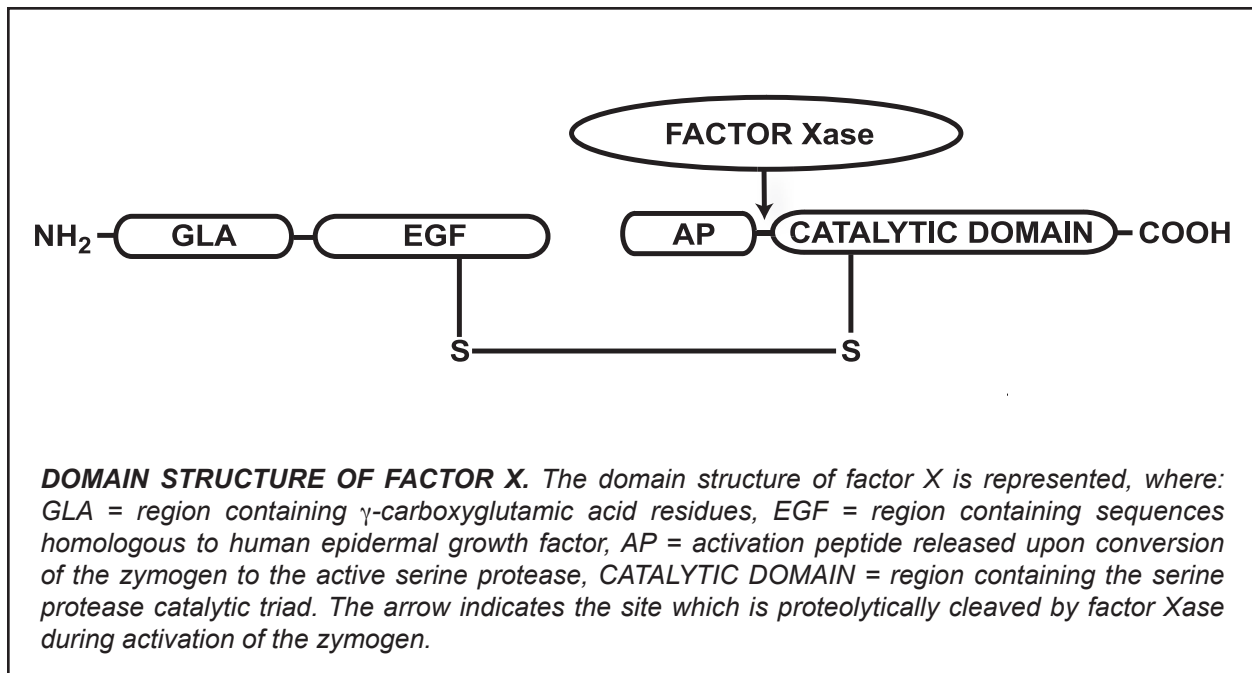 FACTOR Xase
NH₂ GLA EGF AP CATALYTIC DOMAIN COOH
S S
DOMAIN STRUCTURE OF FACTOR X. The domain structure of factor X is represented, where:
GLA = region containing γ-carboxyglutamic acid residues, EGF = region containing sequences
homologous to human epidermal growth factor, AP = activation peptide released upon conversion
of the zymogen to the active serine protease, CATALYTIC DOMAIN = region containing the serine
protease catalytic triad. The arrow indicates the site which is proteolytically cleaved by factor Xase
during activation of the zymogen.